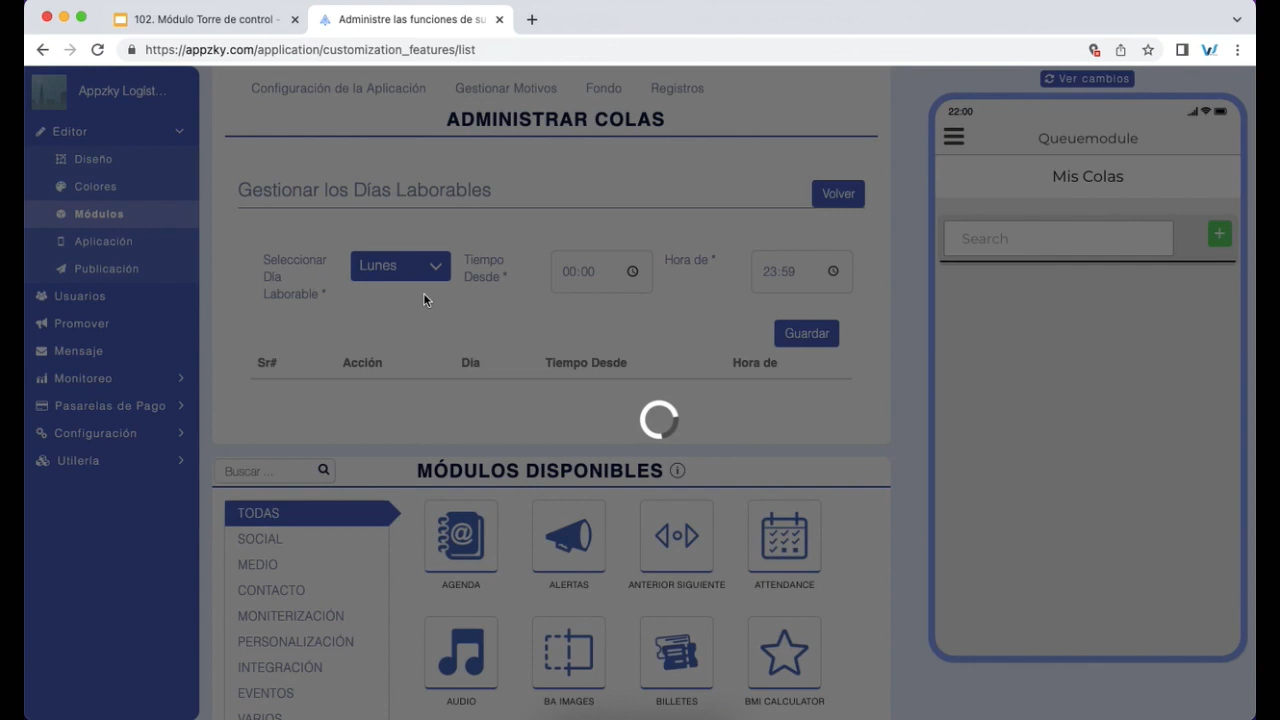 102. Módulo Torre de control -
Administre las funciones de su
https://appzky.com/application/customization_features/list
Appzky Logist...
Editor
Diseño
Colores
Módulos
Aplicación
Publicación
Usuarios
Promover
Mensaje
Monitoreo
Pasarelas de Pago
Configuración
Utilería
Configuración de la Aplicación
Gestionar Motivos
Fondo
Registros
ADMINISTRAR COLAS
Gestionar los Días Laborables
Volver
Seleccionar
Día
Laborable *
Lunes
Tiempo
Desde *
00:00
Hora de *
23:59
Guardar
Sr#
Acción
Día
Tiempo Desde
Hora de
Buscar ...
MÓDULOS DISPONIBLES
TODAS
SOCIAL
MEDIO
CONTACTO
MONITERIZACIÓN
PERSONALIZACIÓN
INTEGRACIÓN
EVENTOS
VARIOS
AGENDA
ALERTAS
ANTERIOR SIGUIENTE
ATTENDANCE
AUDIO
BA IMAGES
BILLETES
BMI CALCULATOR
Ver cambios
22:00
Queuemodule
Mis Colas
Search